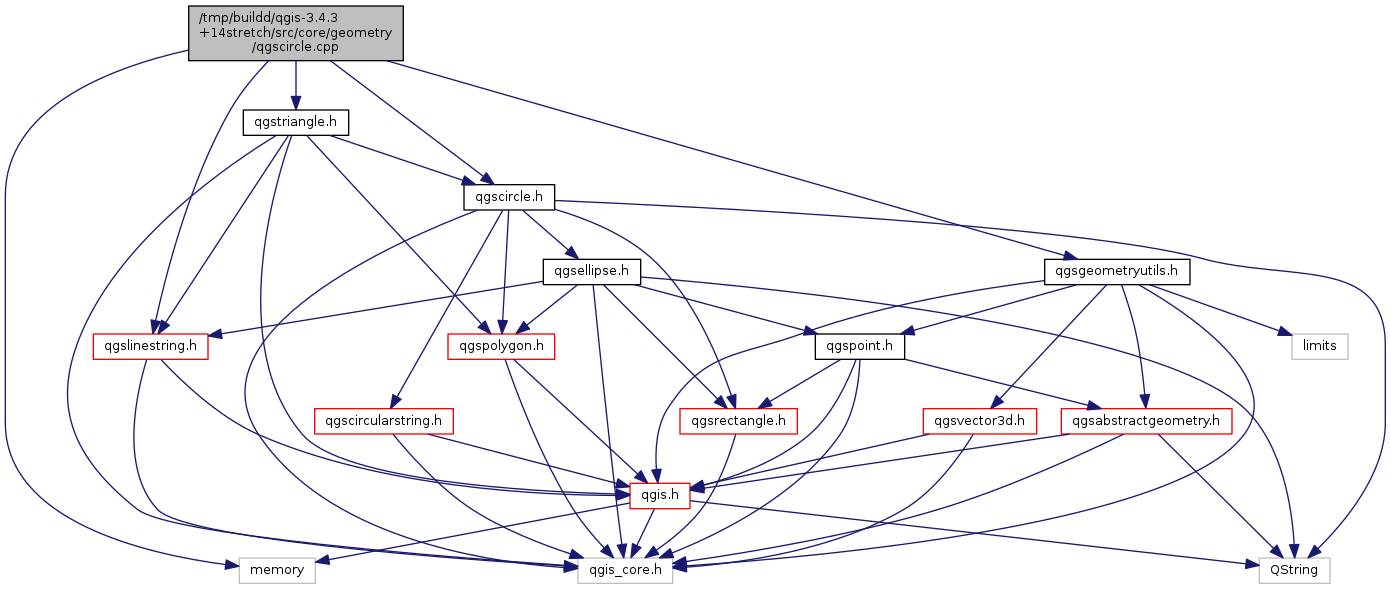 /tmp/buildd/qgis-3.4.3
+14stretch/src/core/geometry
/qgscircle.cpp
qgstriangle.h
qgscircle.h
qgsellipse.h
qgsgeometryutils.h
qgslinestring.h
qgspolygon.h
qgspoint.h
limits
qgscircularstring.h
qgsrectangle.h
qgsvector3d.h
qgsabstractgeometry.h
qgis.h
memory
qgis_core.h
QString